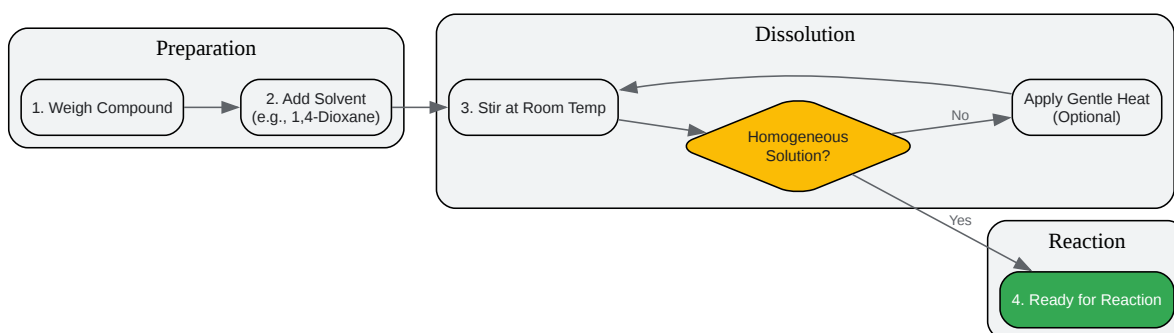 Preparation
1. Weigh Compound
2. Add Solvent
(e.g., 1,4-Dioxane)
Dissolution
3. Stir at Room Temp
Homogeneous
Solution?
No
Apply Gentle Heat
(Optional)
Yes
Reaction
4. Ready for Reaction